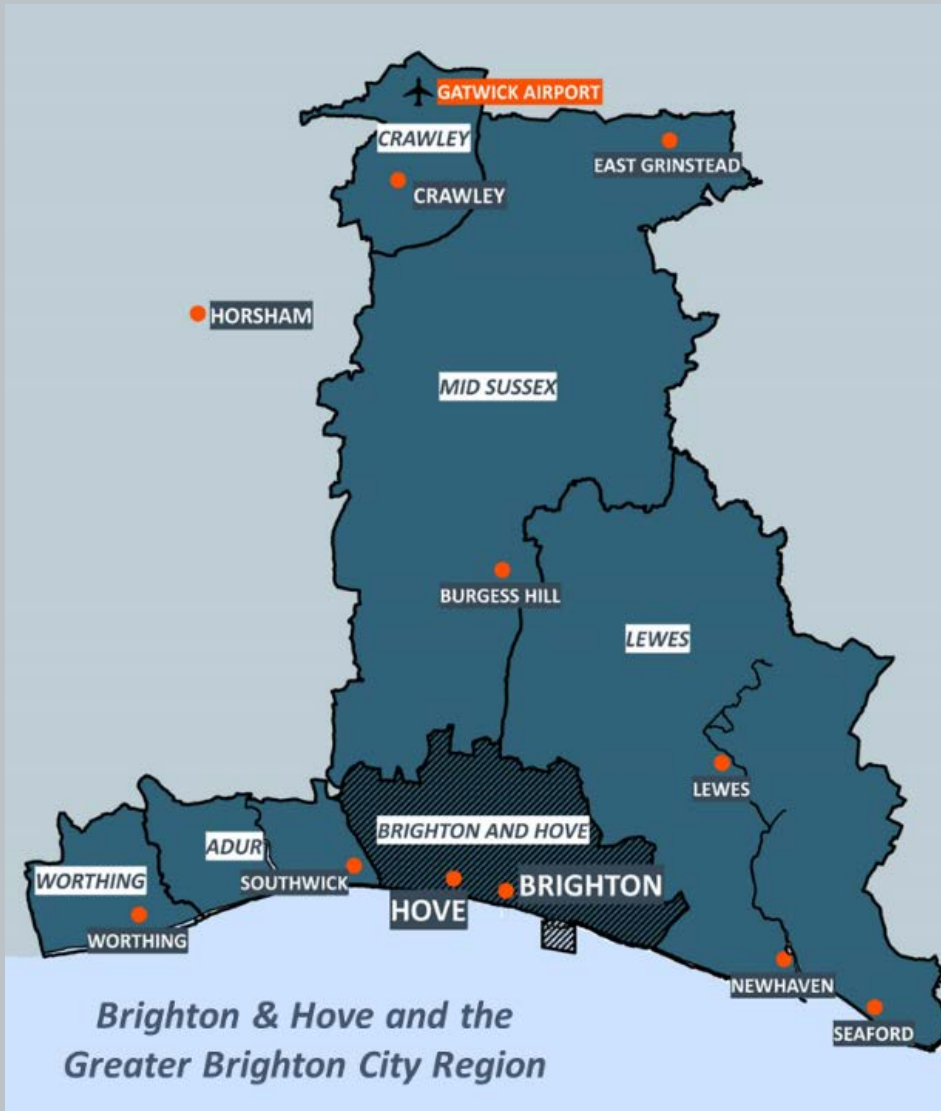 GATWICK AIRPORT
CRAWLEY
EAST GRINSTEAD
CRAWLEY
HORSHAM
MID SUSSEX
BURGESS HILL
LEWES
LEWES
BRIGHTON AND HOVE
ADUR
WORTHING
SOUTHWICK
BRIGHTON
HOVE
WORTHING
NEWHAVEN
SEAFORD
Brighton & Hove and the
Greater Brighton City Region